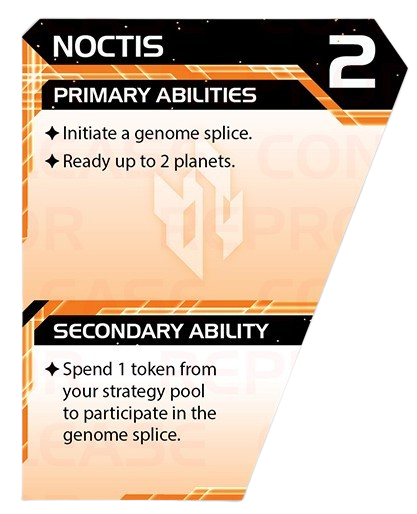 NOCTIS
2
PRIMARY ABILITIES
Initiate a genome splice.
Ready up to 2 planets.
SECONDARY ABILITY
Spend 1 token from
your strategy pool
to participate in the
genome splice.